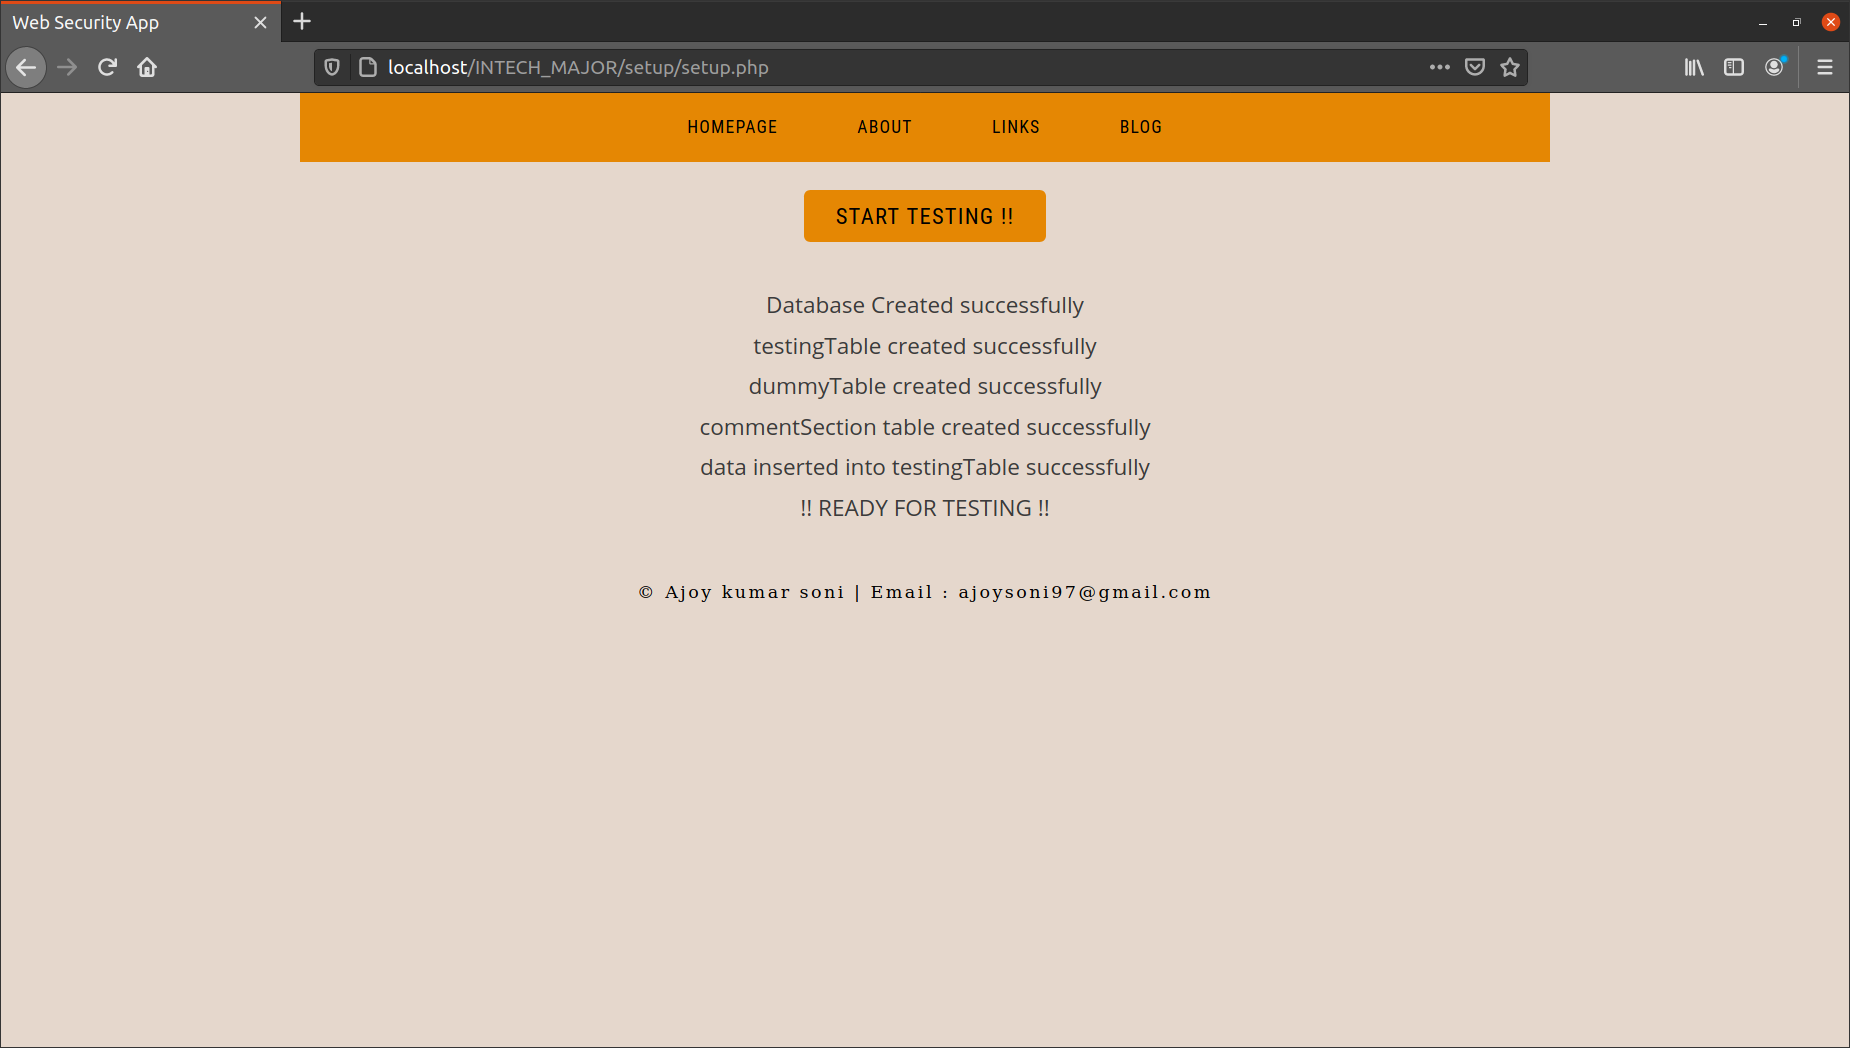 Web Security App
localhost/INTECH_MAJOR/setup/setup.php
HOMEPAGE ABOUT LINKS BLOG
START TESTING !!
Database Created successfully
testingTable created successfully
dummyTable created successfully
commentSection table created successfully
data inserted into testingTable successfully
!! READY FOR TESTING !!
© Ajoy kumar soni | Email : ajoysoni97@gmail.com